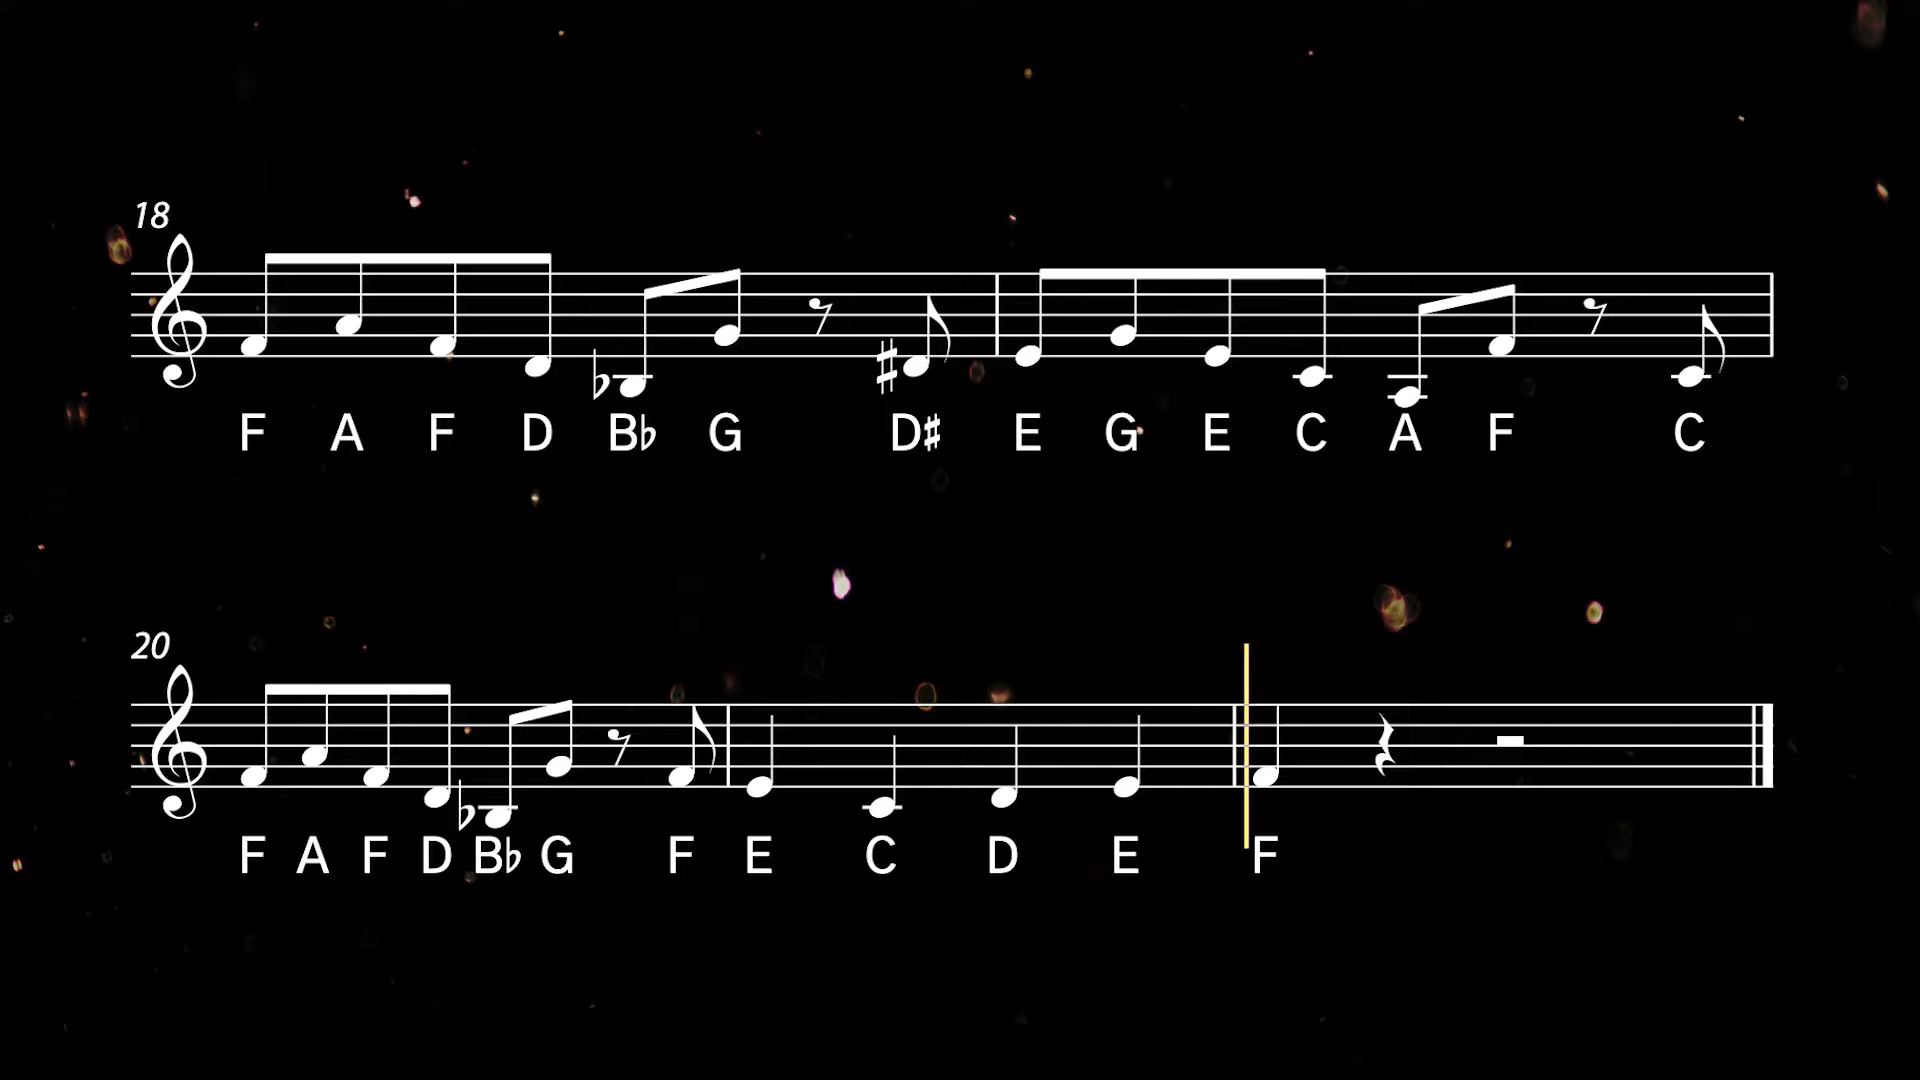 18
F A F D B♭ G D♯ E G E C A F C
20
F A F D B♭ G F E C D E F